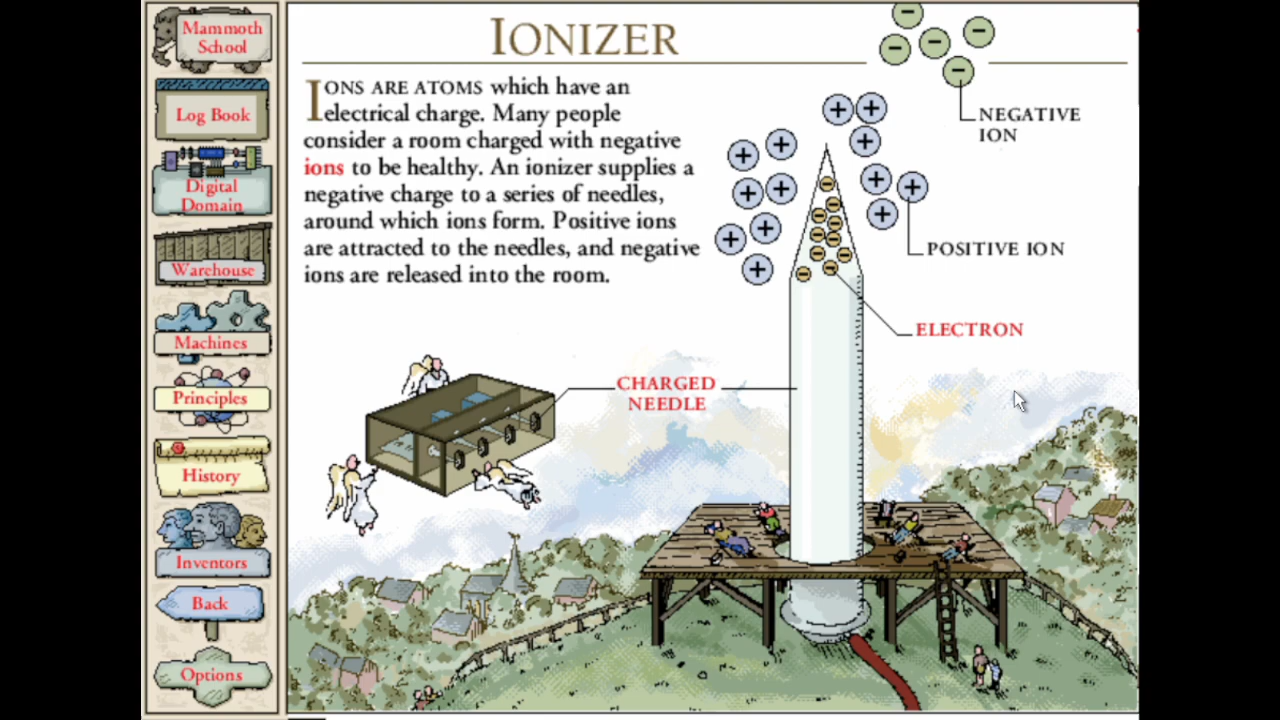 Mammoth
School
Log Book
Digital
Domain
Warehouse
Machines
Principles
History
Inventors
Back
Options
IONIZER
IONS ARE ATOMS which have an
electrical charge. Many people
consider a room charged with negative
ions to be healthy. An ionizer supplies a
negative charge to a series of needles,
around which ions form. Positive ions
are attracted to the needles, and negative
ions are released into the room.
NEGATIVE
ION
POSITIVE ION
ELECTRON
CHARGED
NEEDLE